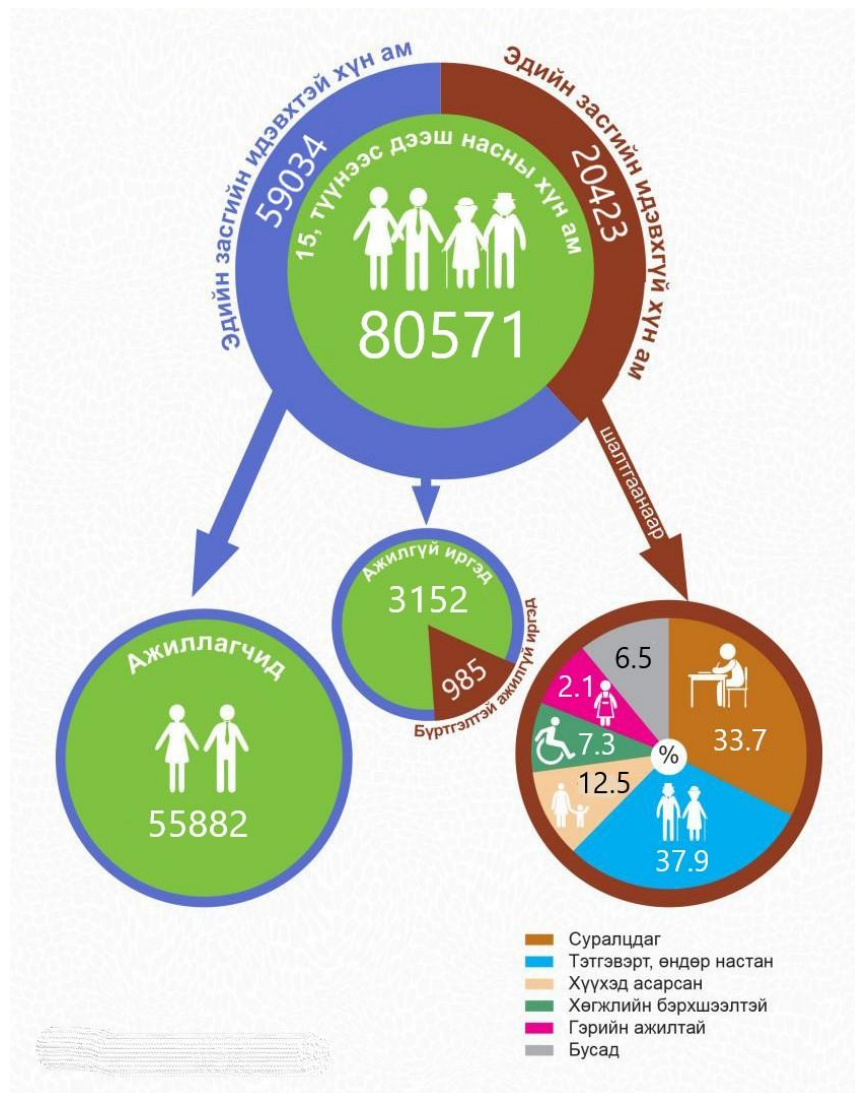 Эдийн засгийн идэвхтэй хүн ам
59034
Эдийн засгийн идэвхгүй хүн ам
20423
15, түүнээс дээш насны хүн ам
80571
шалтгаанаар
Ажиллагчид
55882
Ажилгүй иргэд
3152
985
Бүртгэлтэй ажилгүй иргэд
6.5
2.1
33.7
7.3
%
12.5
37.9
Суралцдаг
Тэтгэвэрт, өндөр настан
Хүүхэд асарсан
Хөгжлийн бэрхшээлтэй
Гэрийн ажилтай
Бусад